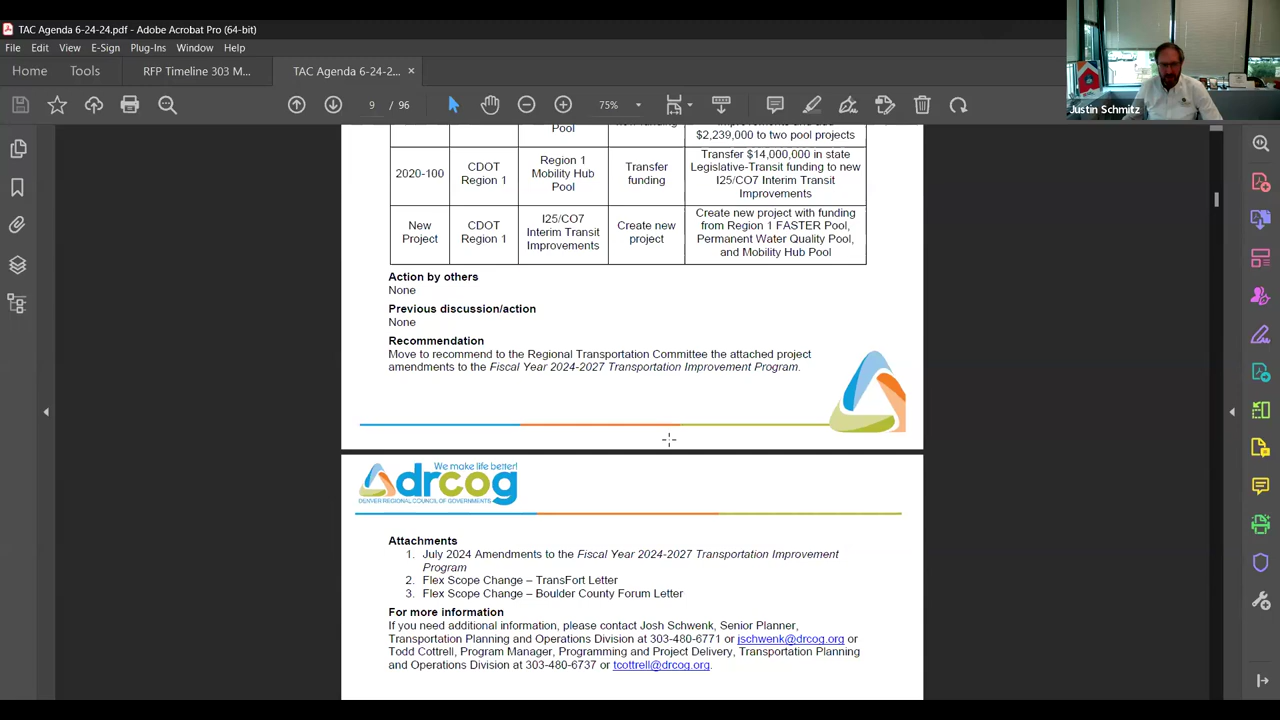 TAC Agenda 6-24-24.pdf - Adobe Acrobat Pro (64-bit)
File Edit View E-Sign Plug-Ins Window Help
Home Tools RFP Timeline 303 M... TAC Agenda 6-24-2... ×
9 / 96 75%
Justin Schmitz
Pool
$2,239,000 to two pool projects
2020-100
CDOT
Region 1
Region 1
Mobility Hub
Pool
Transfer
funding
Transfer $14,000,000 in state
Legislative-Transit funding to new
I25/CO7 Interim Transit
Improvements
New
Project
CDOT
Region 1
I25/CO7
Interim Transit
Improvements
Create new
project
Create new project with funding
from Region 1 FASTER Pool,
Permanent Water Quality Pool,
and Mobility Hub Pool
Action by others
None
Previous discussion/action
None
Recommendation
Move to recommend to the Regional Transportation Committee the attached project
amendments to the Fiscal Year 2024-2027 Transportation Improvement Program.
We make life better!
drcog
DENVER REGIONAL COUNCIL OF GOVERNMENTS
Attachments
1. July 2024 Amendments to the Fiscal Year 2024-2027 Transportation Improvement
Program
2. Flex Scope Change – TransFort Letter
3. Flex Scope Change – Boulder County Forum Letter
For more information
If you need additional information, please contact Josh Schwenk, Senior Planner,
Transportation Planning and Operations Division at 303-480-6771 or jschwenk@drcog.org or
Todd Cottrell, Program Manager, Programming and Project Delivery, Transportation Planning
and Operations Division at 303-480-6737 or tcottrell@drcog.org.